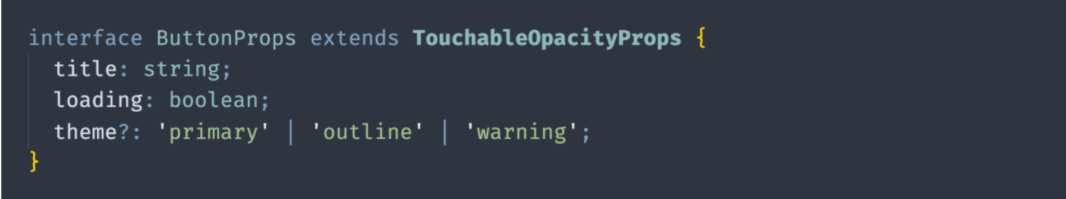 interface ButtonProps extends TouchableOpacityProps {
  title: string;
  loading: boolean;
  theme?: 'primary' | 'outline' | 'warning';
}